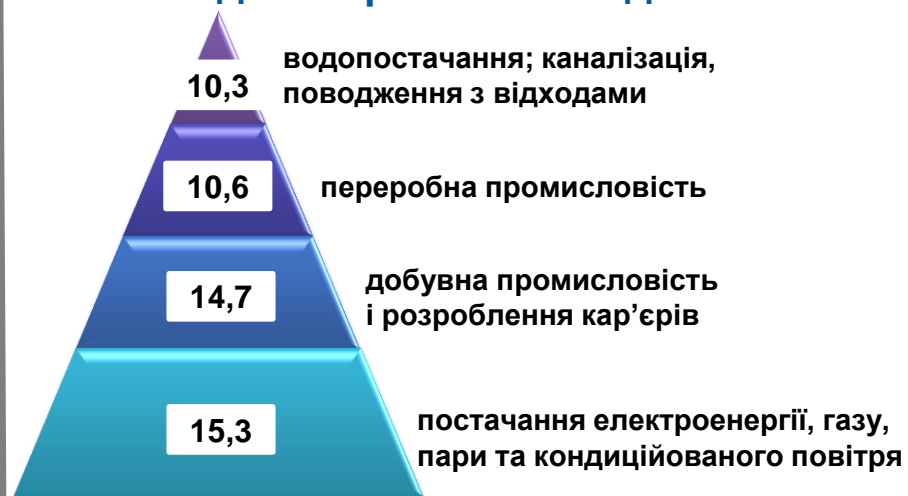 10,3
водопостачання; каналізація,
поводження з відходами
10,6
переробна промисловість
14,7
добувна промисловість
і розроблення кар’єрів
15,3
постачання електроенергії, газу,
пари та кондиційованого повітря